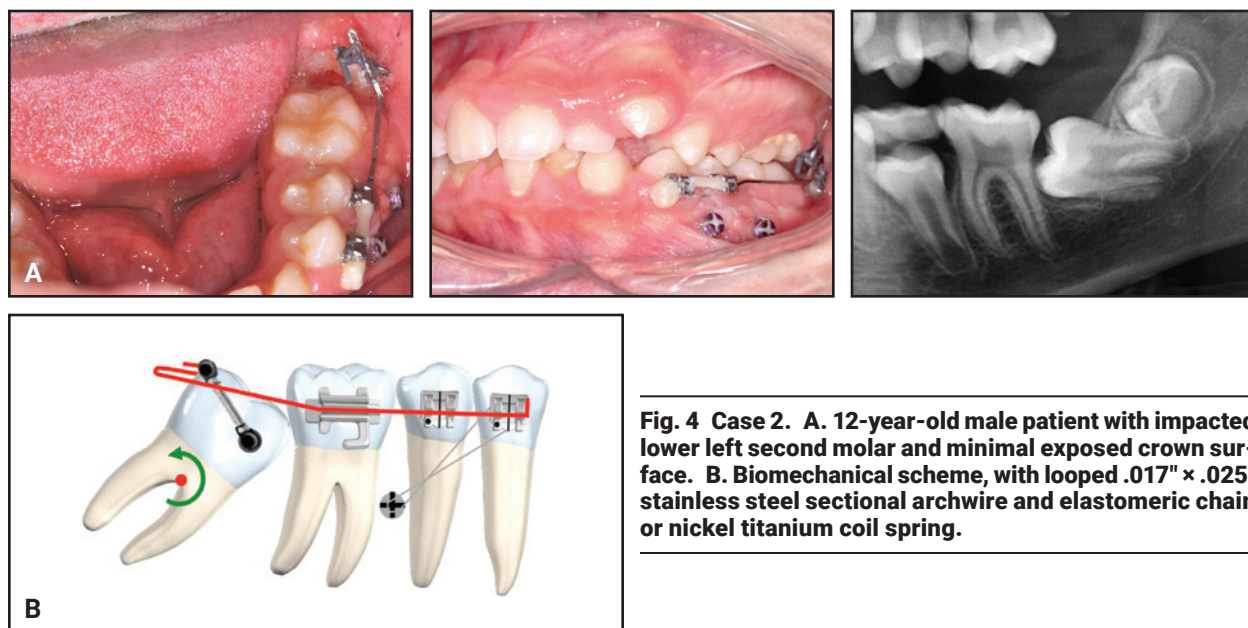 A
B
Fig. 4 Case 2. A. 12-year-old male patient with impacted
lower left second molar and minimal exposed crown sur-
face. B. Biomechanical scheme, with looped .017" × .025
stainless steel sectional archwire and elastomeric chain
or nickel titanium coil spring.